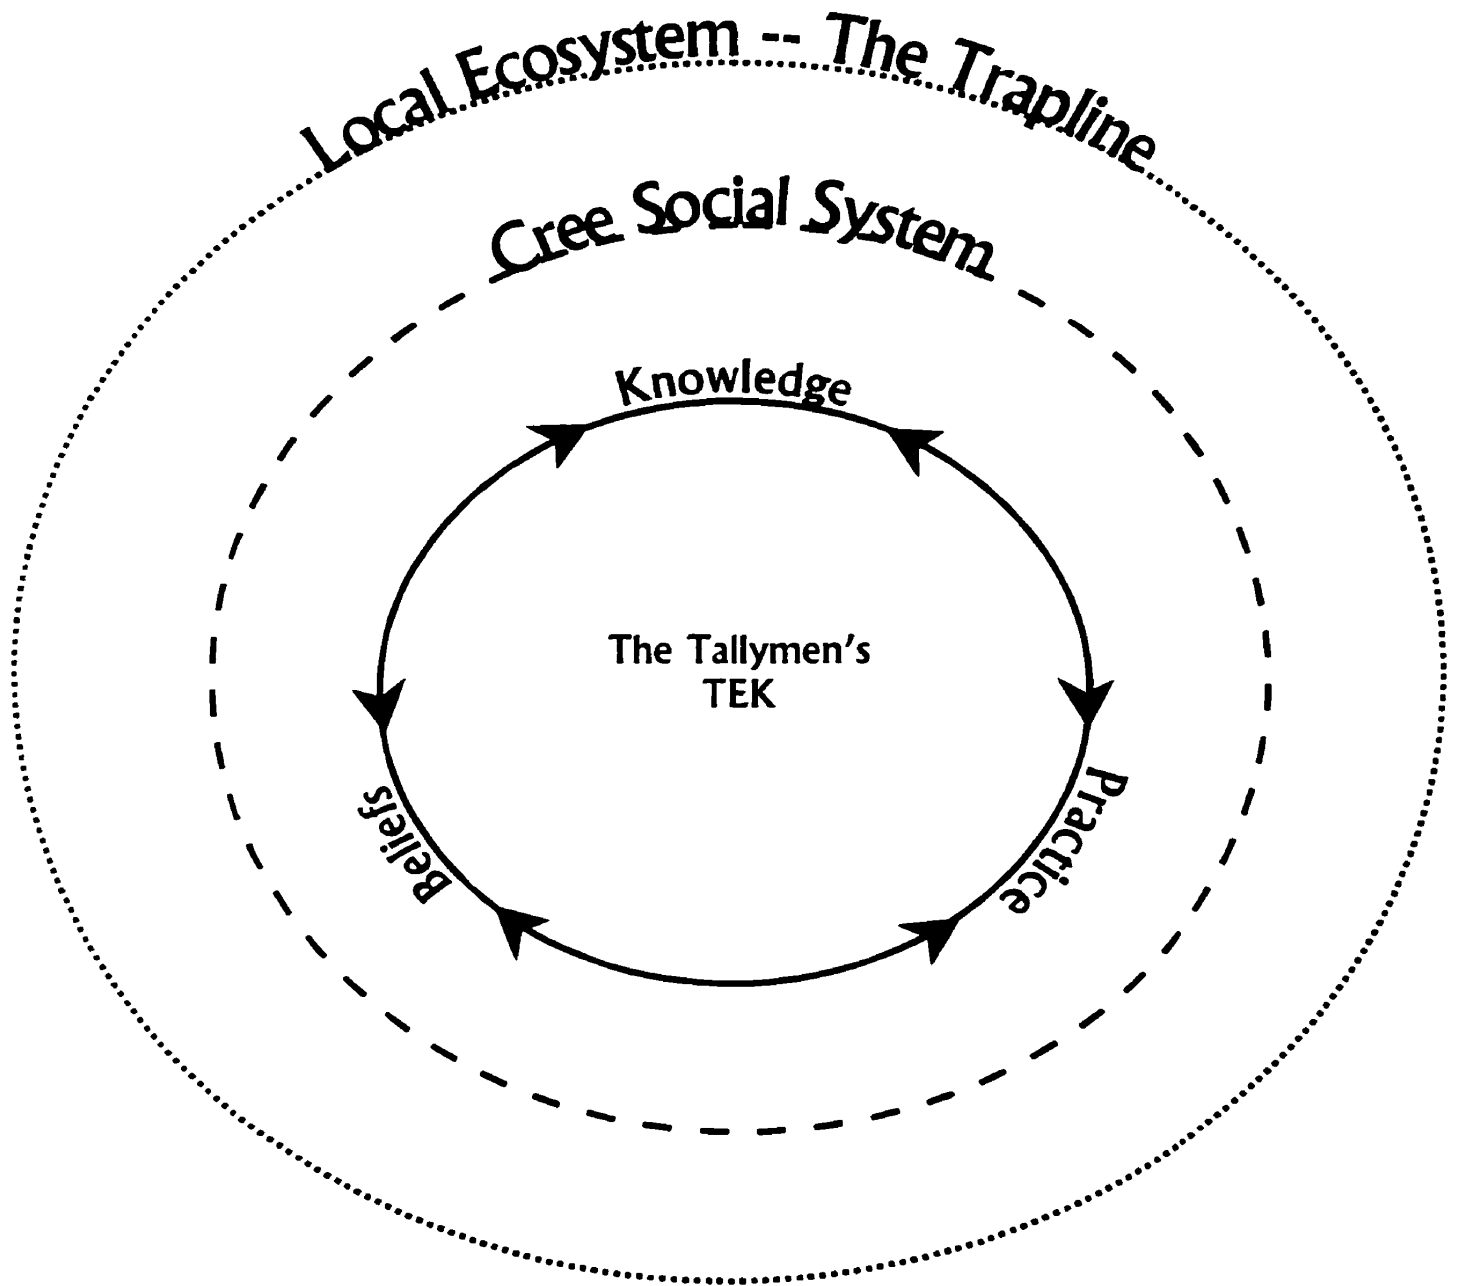 Local Ecosystem -- The Trapline
Cree Social System
Knowledge
The Tallymen's
TEK
Beliefs
Practice